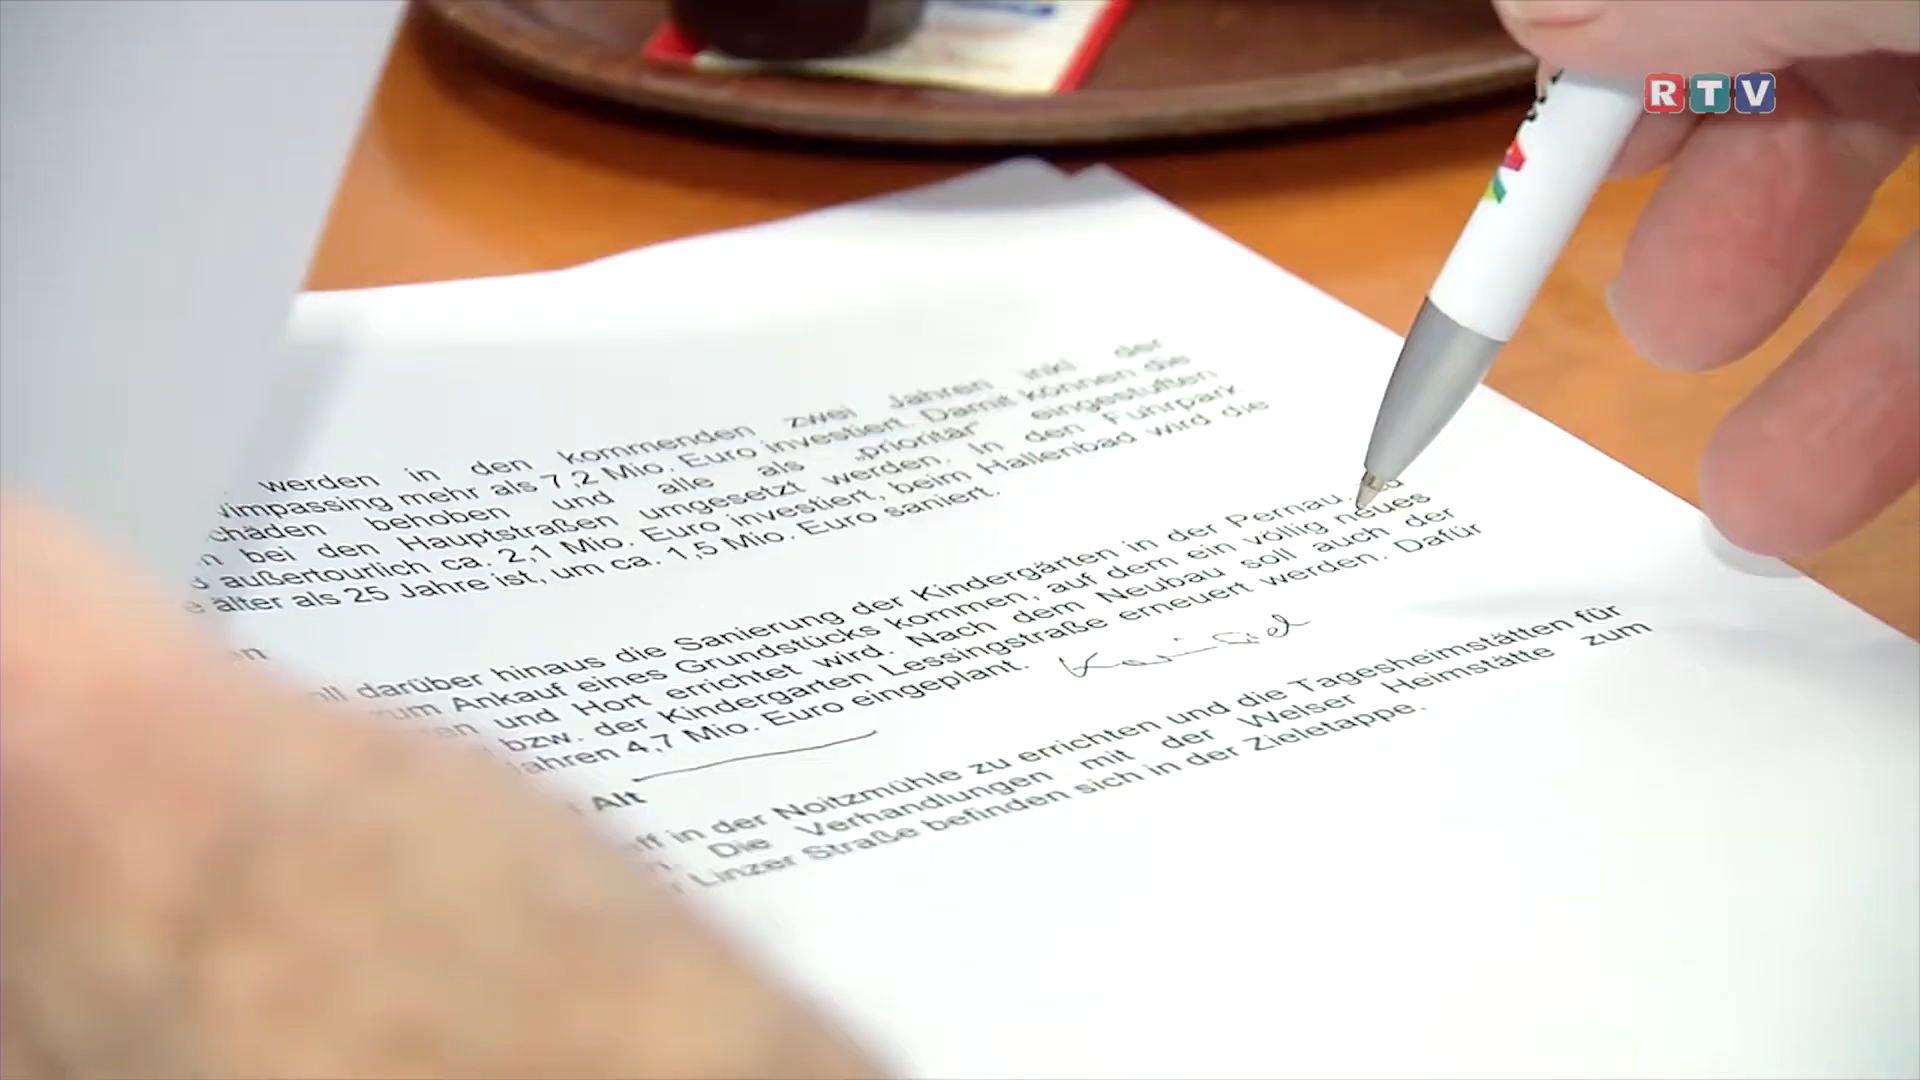 RTV
werden in den kommenden zwei Jahren inkl. der
Wimpassing mehr als 7,2 Mio. Euro investiert. Damit können die
chäden behoben und alle als „prioritär" eingestuften
n bei den Hauptstraßen umgesetzt werden. In den Fuhrpark
außertourlich ca. 2,1 Mio. Euro investiert, beim Hallenbad wird die
e älter als 25 Jahre ist, um ca. 1,5 Mio. Euro saniert.
en
oll darüber hinaus die Sanierung der Kindergärten in der Pernau.
zum Ankauf eines Grundstücks kommen, auf dem ein völlig neues
en und Hort errichtet wird. Nach dem Neubau soll auch der
bzw. der Kindergarten Lessingstraße erneuert werden. Dafür
Jahren 4,7 Mio. Euro eingeplant.
Alt
ff in der Noitzmühle zu errichten und die Tagesheimstätten für
n. Die Verhandlungen mit der Welser Heimstätte zum
r Linzer Straße befinden sich in der Zieletappe.